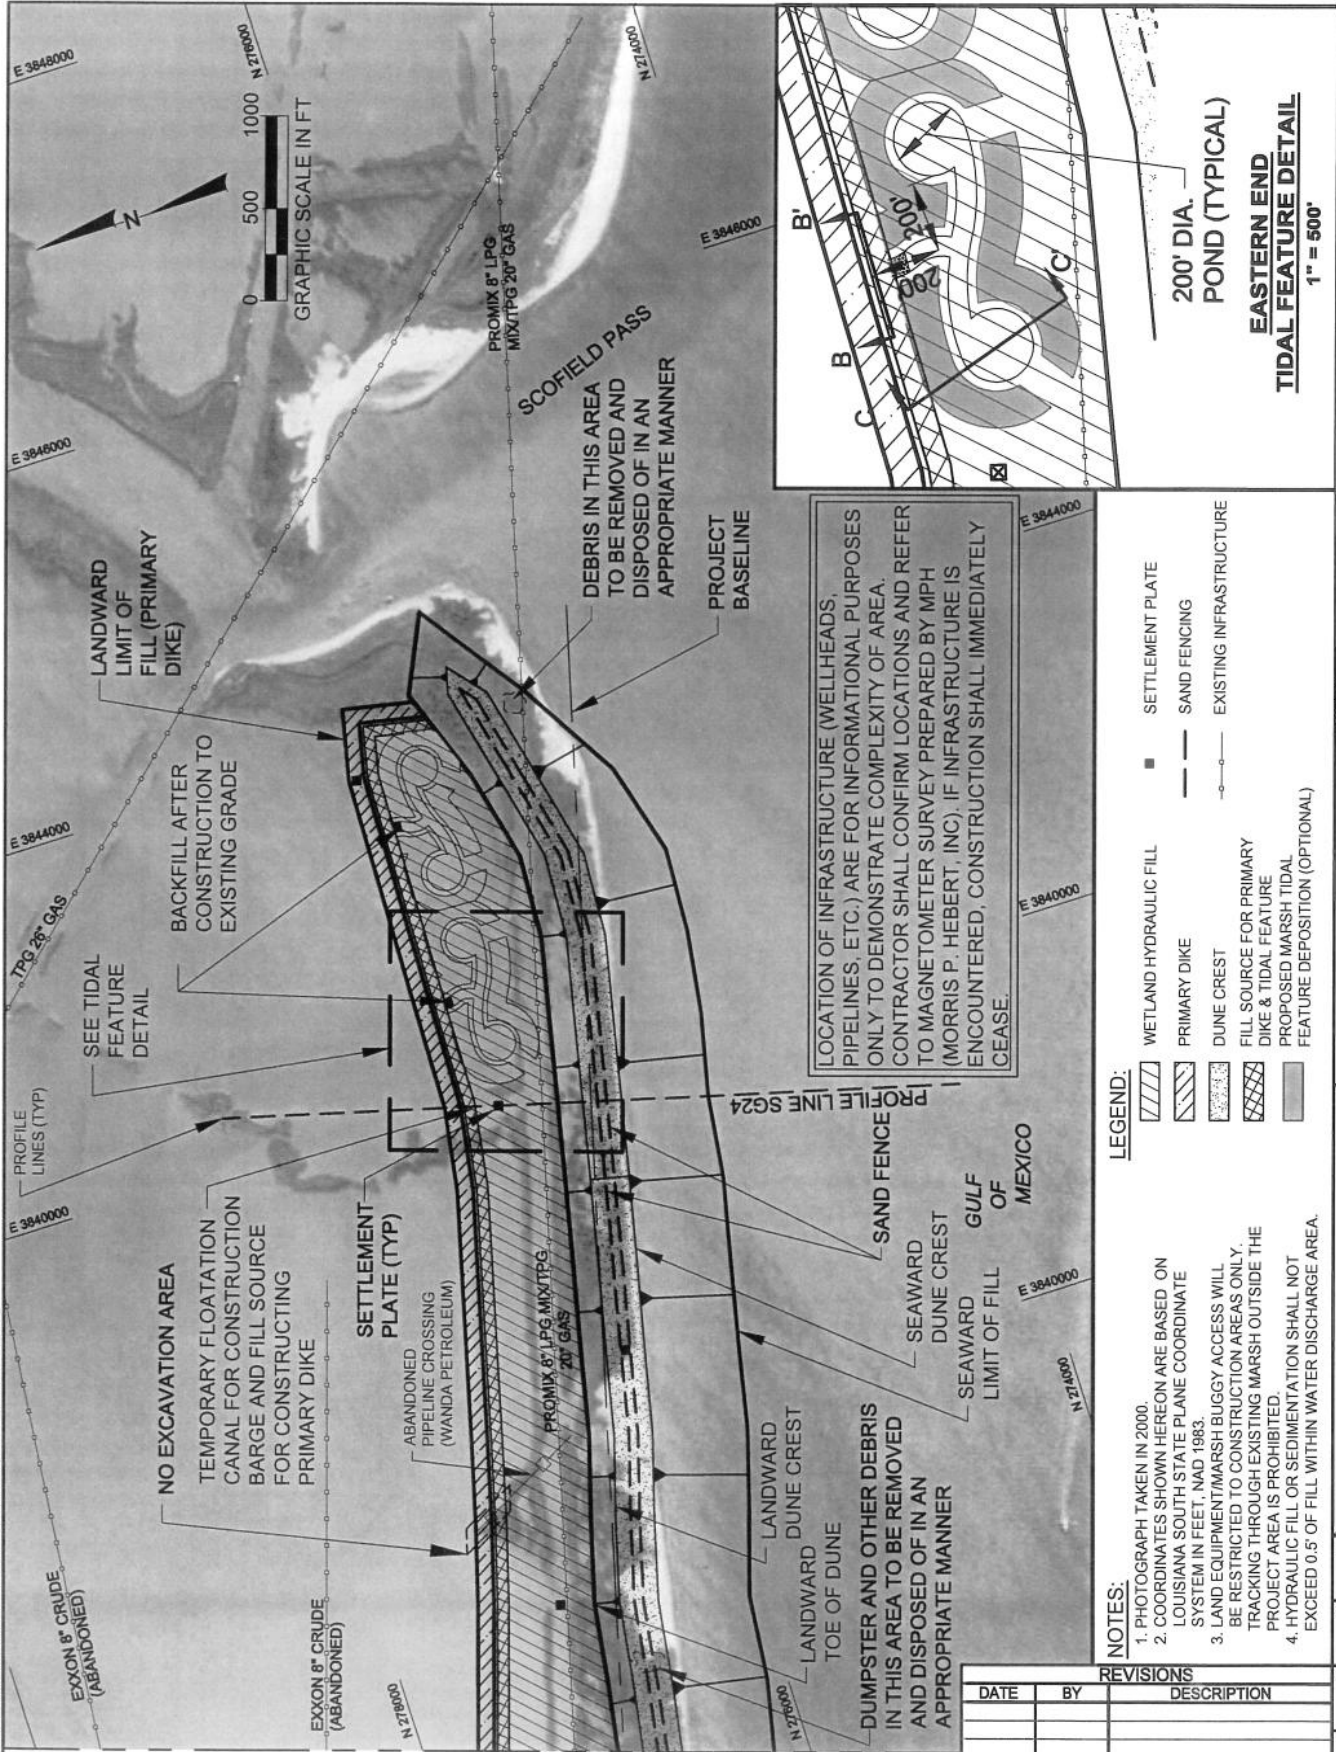 E 3848000
N 276000
0 500 1000
GRAPHIC SCALE IN FT
N
N 274000
E 3846000
E 3846000
PROMIX 8" LPG
MIX/TPG 20" GAS
SCOFIELD PASS
LANDWARD
LIMIT OF
FILL (PRIMARY
DIKE)
DEBRIS IN THIS AREA
TO BE REMOVED AND
DISPOSED OF IN AN
APPROPRIATE MANNER
PROJECT
BASELINE
BACKFILL AFTER
CONSTRUCTION TO
EXISTING GRADE
E 3844000
TPG 26" GAS
SEE TIDAL
FEATURE
DETAIL
PROFILE
LINES (TYP)
E 3840000
E 3844000
E 3840000
E 3840000
LOCATION OF INFRASTRUCTURE (WELLHEADS,
PIPELINES, ETC.) ARE FOR INFORMATIONAL PURPOSES
ONLY TO DEMONSTRATE COMPLEXITY OF AREA.
CONTRACTOR SHALL CONFIRM LOCATIONS AND REFER
TO MAGNETOMETER SURVEY PREPARED BY MPH
(MORRIS P. HEBERT, INC). IF INFRASTRUCTURE IS
ENCOUNTERED, CONSTRUCTION SHALL IMMEDIATELY
CEASE.
PROFILE LINE SG24
NO EXCAVATION AREA
TEMPORARY FLOATATION
CANAL FOR CONSTRUCTION
BARGE AND FILL SOURCE
FOR CONSTRUCTING
PRIMARY DIKE
SETTLEMENT
PLATE (TYP)
ABANDONED
PIPELINE CROSSING
(WANDA PETROLEUM)
PROMIX 8" LPG MIX/TPG
20" GAS
SAND FENCE
GULF
OF
MEXICO
SEAWARD
DUNE CREST
SEAWARD
LIMIT OF FILL
N 274000
EXXON 8" CRUDE
(ABANDONED)
EXXON 8" CRUDE
(ABANDONED)
N 278000
LANDWARD
DUNE CREST
LANDWARD
TOE OF DUNE
DUMPSTER AND OTHER DEBRIS
IN THIS AREA TO BE REMOVED
AND DISPOSED OF IN AN
APPROPRIATE MANNER
N 276000
B
B'
C
C'
200'
200'
200' DIA.
POND (TYPICAL)
EASTERN END
TIDAL FEATURE DETAIL
1" = 500'
LEGEND:
WETLAND HYDRAULIC FILL
PRIMARY DIKE
DUNE CREST
FILL SOURCE FOR PRIMARY
DIKE & TIDAL FEATURE
PROPOSED MARSH TIDAL
FEATURE DEPOSITION (OPTIONAL)
SETTLEMENT PLATE
SAND FENCING
EXISTING INFRASTRUCTURE
NOTES:
1. PHOTOGRAPH TAKEN IN 2000.
2. COORDINATES SHOWN HEREON ARE BASED ON
LOUISIANA SOUTH STATE PLANE COORDINATE
SYSTEM IN FEET, NAD 1983.
3. LAND EQUIPMENT/MARSH BUGGY ACCESS WILL
BE RESTRICTED TO CONSTRUCTION AREAS ONLY.
TRACKING THROUGH EXISTING MARSH OUTSIDE THE
PROJECT AREA IS PROHIBITED.
4. HYDRAULIC FILL OR SEDIMENTATION SHALL NOT
EXCEED 0.5' OF FILL WITHIN WATER DISCHARGE AREA.
REVISIONS
DATE BY DESCRIPTION